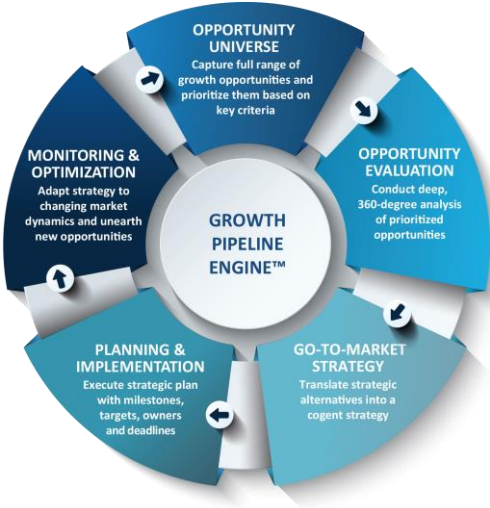 OPPORTUNITY
UNIVERSE
Capture full range of
growth opportunities and
prioritize them based on
key criteria
OPPORTUNITY
EVALUATION
Conduct deep,
360-degree analysis
of prioritized
opportunities
GO-TO-MARKET
STRATEGY
Translate strategic
alternatives into a
cogent strategy
PLANNING &
IMPLEMENTATION
Execute strategic plan
with milestones,
targets, owners
and deadlines
MONITORING &
OPTIMIZATION
Adapt strategy to
changing market
dynamics and unearth
new opportunities
GROWTH
PIPELINE
ENGINE™